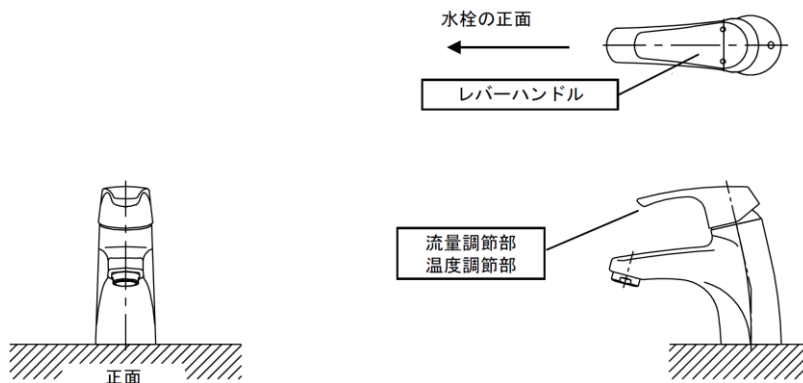 水栓の正面
レバーハンドル
流量調節部
温度調節部
正面